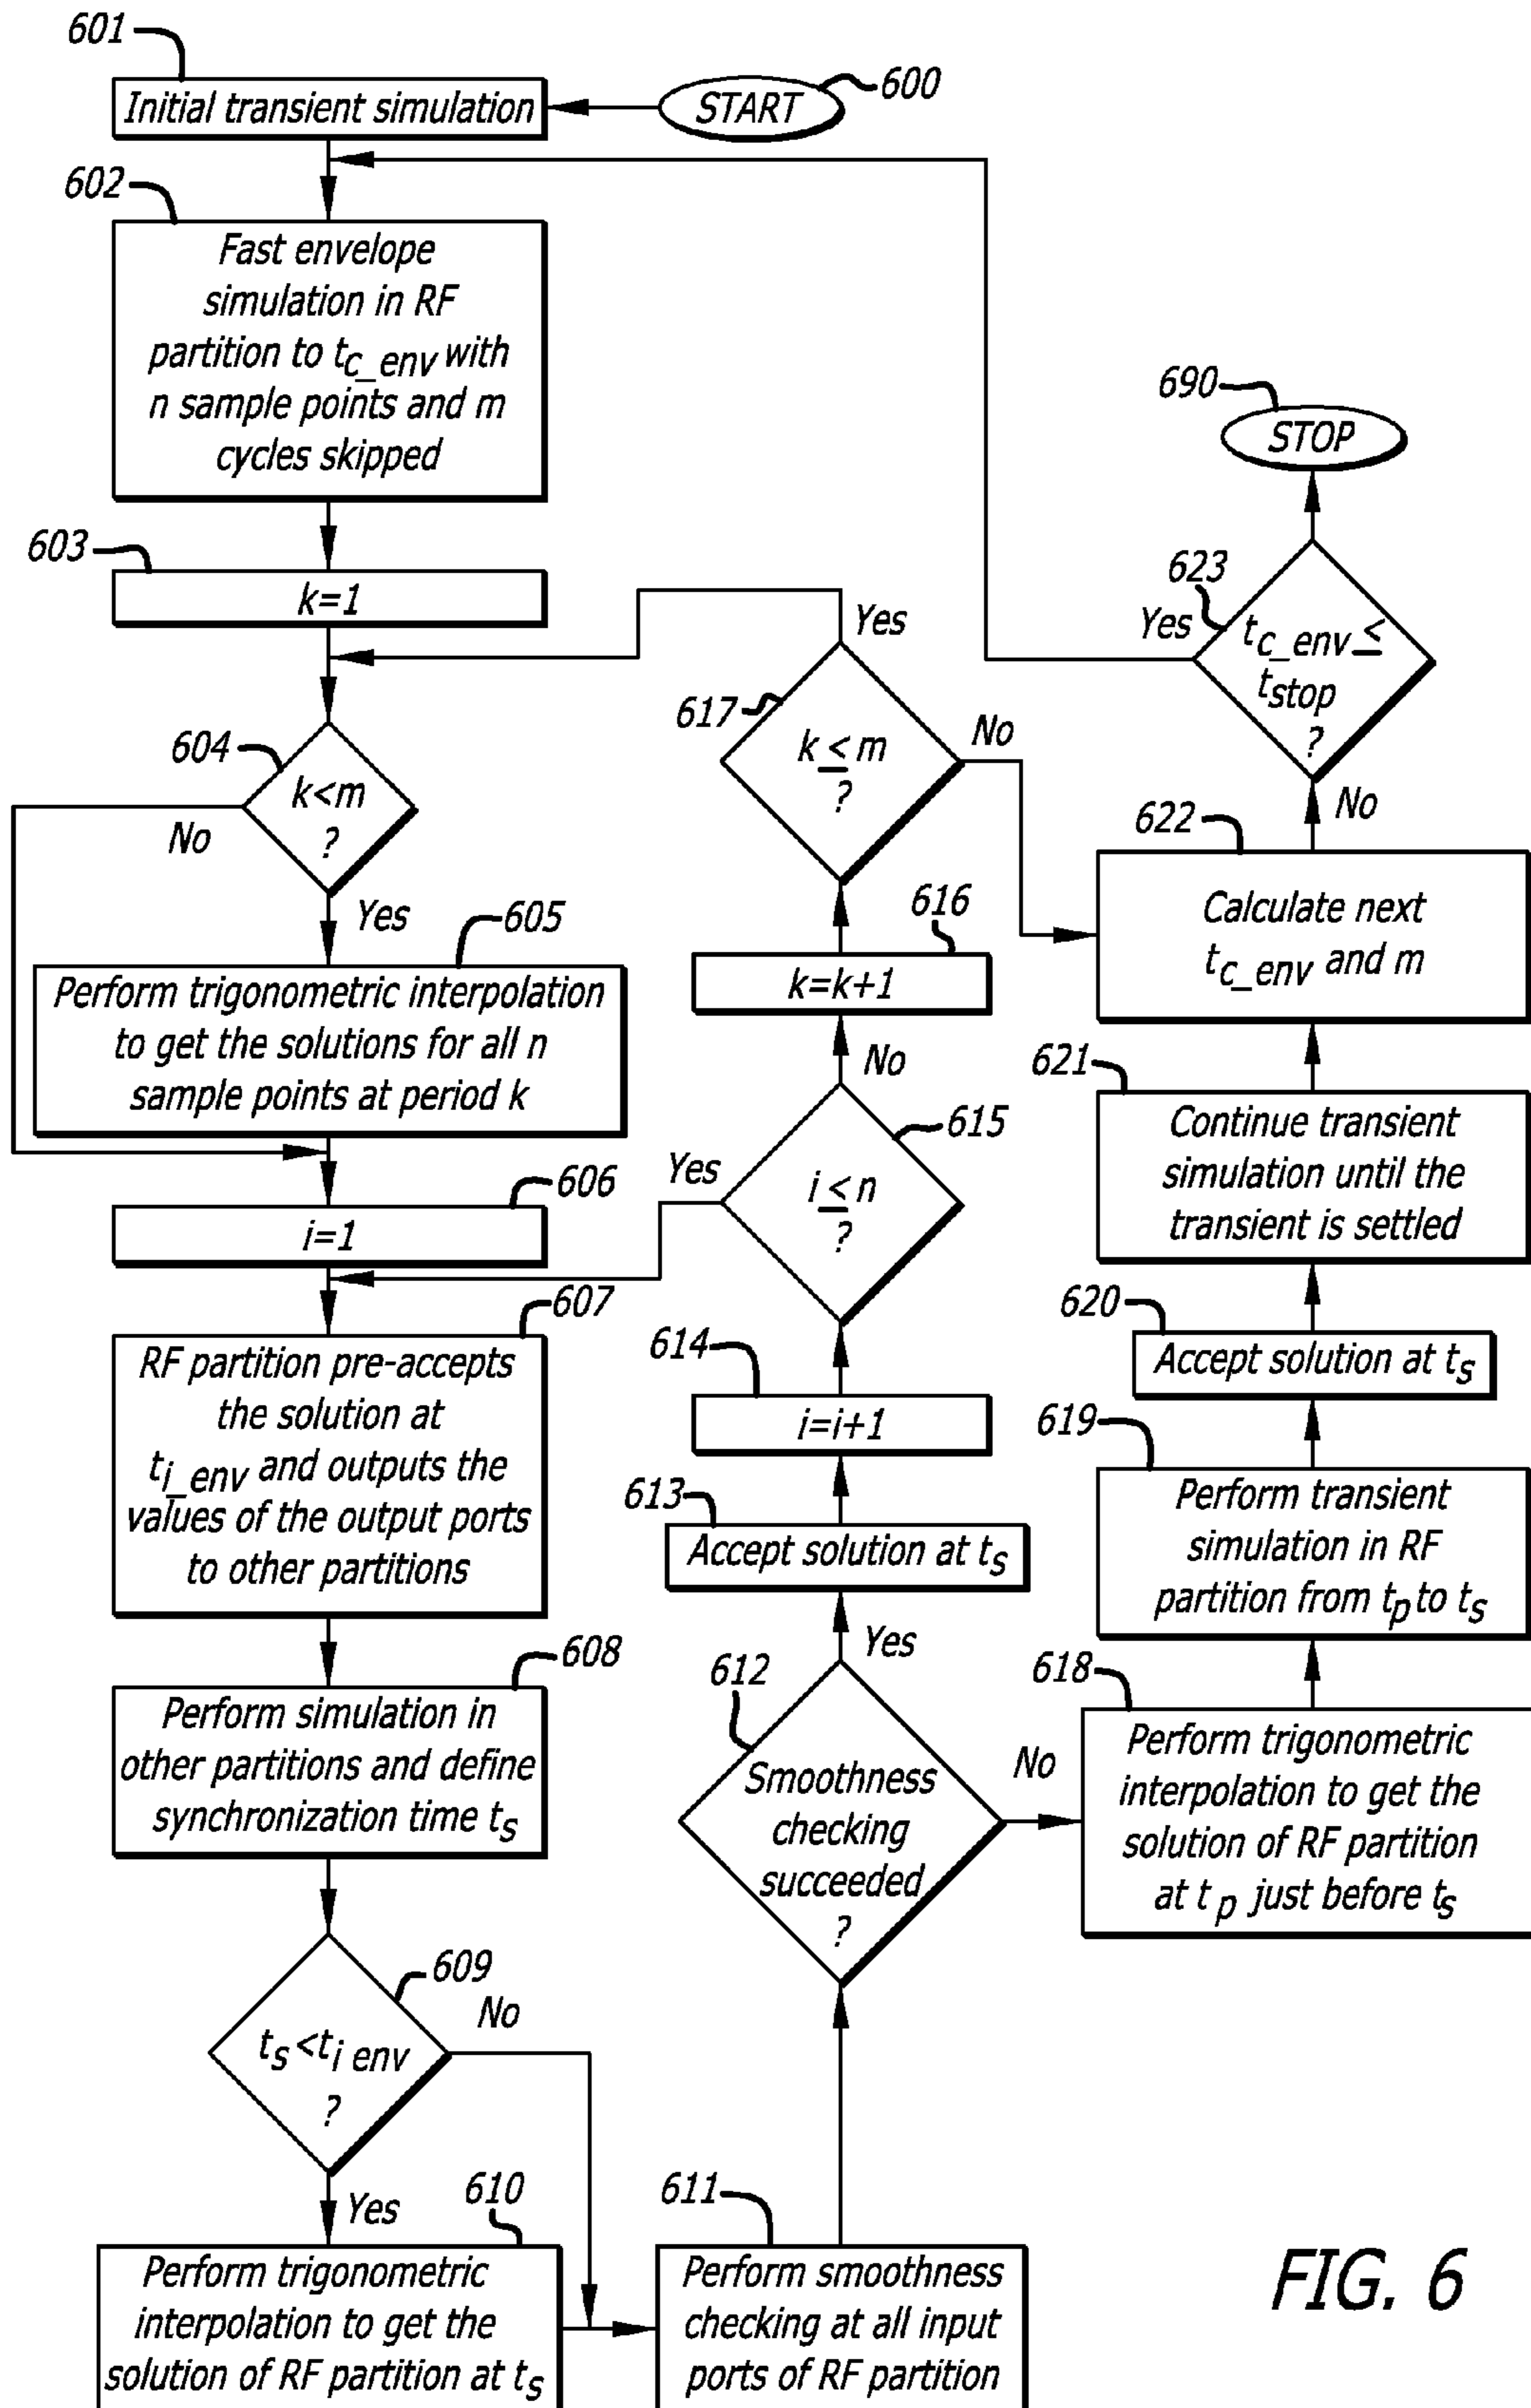 601
Initial transient simulation
START
600
602
Fast envelope
simulation in RF
partition to tc_env with
n sample points and m
cycles skipped
603
k=1
604
k<m
?
No
Yes
605
Perform trigonometric interpolation
to get the solutions for all n
sample points at period k
606
i=1
607
RF partition pre-accepts
the solution at
ti_env and outputs the
values of the output ports
to other partitions
608
Perform simulation in
other partitions and define
synchronization time ts
609
ts<ti env
?
No
Yes
610
Perform trigonometric
interpolation to get the
solution of RF partition at ts
611
Perform smoothness
checking at all input
ports of RF partition
612
Smoothness
checking
succeeded
?
Yes
No
613
Accept solution at ts
614
i=i+1
615
i≤n
?
Yes
No
616
k=k+1
617
k≤m
?
Yes
No
618
Perform trigonometric
interpolation to get the
solution of RF partition
at tp just before ts
619
Perform transient
simulation in RF
partition from tp to ts
620
Accept solution at ts
621
Continue transient
simulation until the
transient is settled
622
Calculate next
tc_env and m
623
tc_env≤
tstop
?
Yes
No
690
STOP
FIG. 6